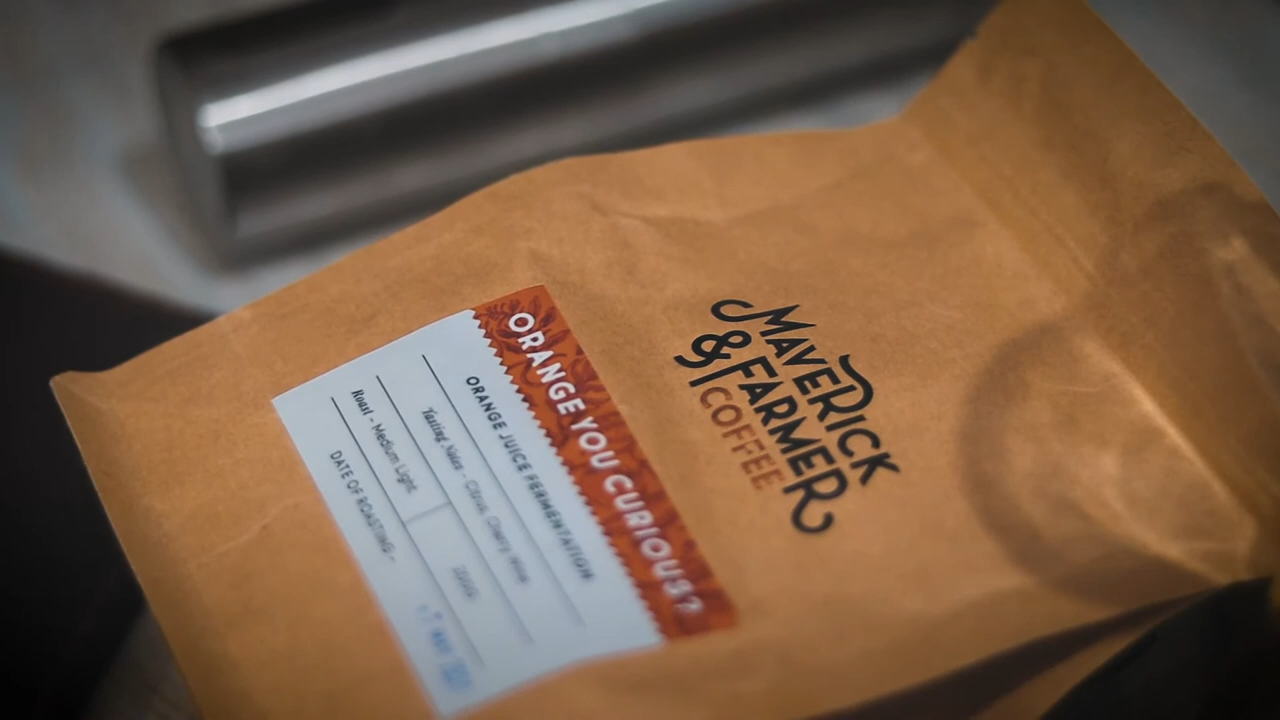 MAVERICK
& FARMER
COFFEE
ORANGE YOU CURIOUS?
ORANGE JUICE FERMENTATION
Tasting Notes - Citrus, Cherry, Wine
Roast - Medium Light
DATE OF ROASTING -